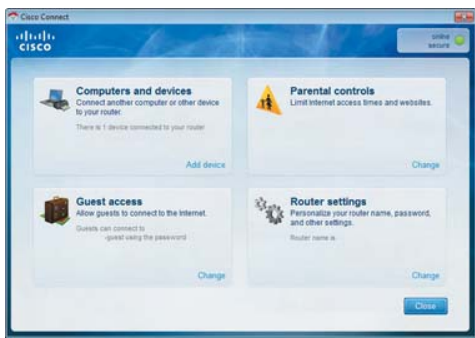 Cisco Connect
CISCO
online
secure
Computers and devices
Connect another computer or other device
to your router.
There is 1 device connected to your router
Add device
Parental controls
Limit Internet access times and websites.
Change
Guest access
Allow guests to connect to the Internet.
Guests can connect to
-guest using the password
Change
Router settings
Personalize your router name, password,
and other settings.
Router name is
Change
Close